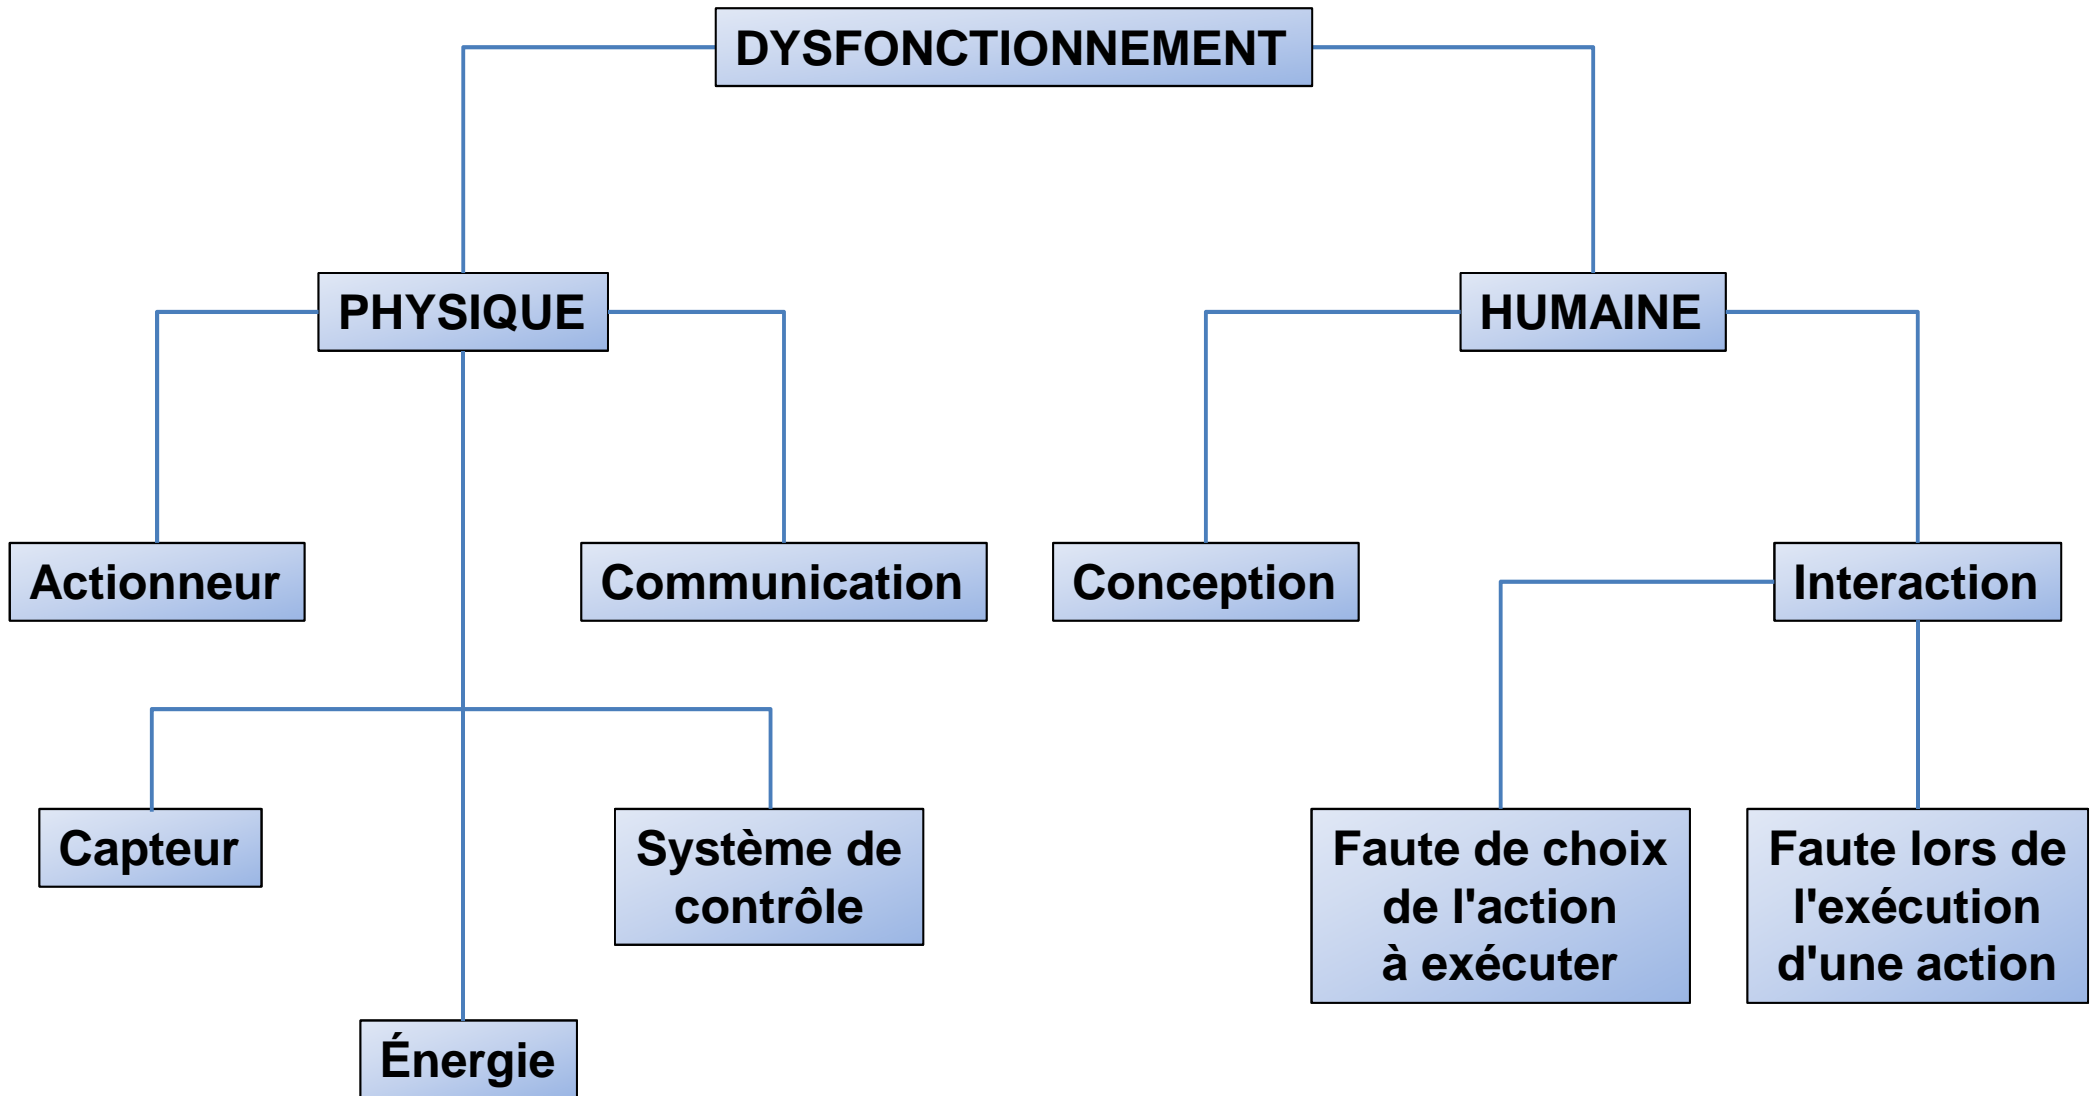 DYSFONCTIONNEMENT
PHYSIQUE
HUMAINE
Actionneur
Communication
Conception
Interaction
Capteur
Système de
contrôle
Faute de choix
de l'action
à exécuter
Faute lors de
l'exécution
d'une action
Énergie